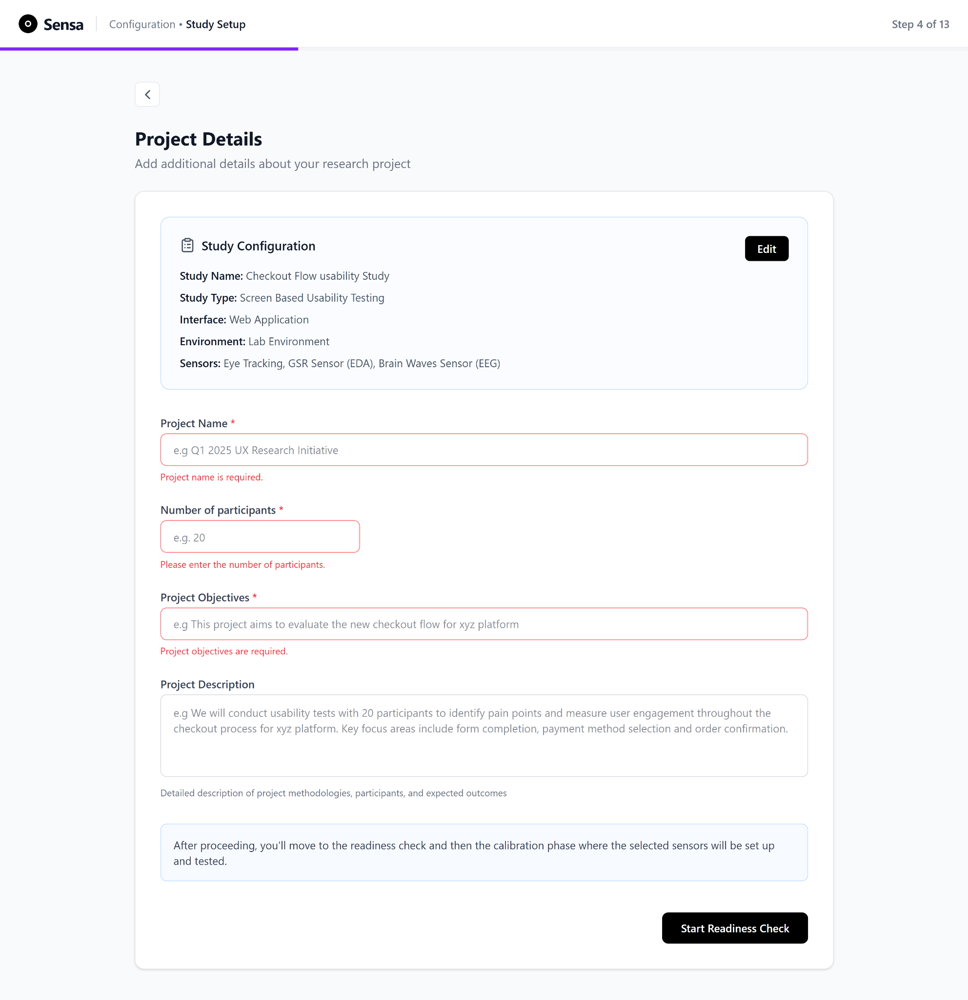 Sensa
Configuration • Study Setup
Step 4 of 13
Project Details
Add additional details about your research project
Study Configuration
Edit
Study Name: Checkout Flow usability Study
Study Type: Screen Based Usability Testing
Interface: Web Application
Environment: Lab Environment
Sensors: Eye Tracking, GSR Sensor (EDA), Brain Waves Sensor (EEG)
Project Name *
e.g Q1 2025 UX Research Initiative
Project name is required.
Number of participants *
e.g. 20
Please enter the number of participants.
Project Objectives *
e.g This project aims to evaluate the new checkout flow for xyz platform
Project objectives are required.
Project Description
e.g We will conduct usability tests with 20 participants to identify pain points and measure user engagement throughout the
checkout process for xyz platform. Key focus areas include form completion, payment method selection and order confirmation.
Detailed description of project methodologies, participants, and expected outcomes
After proceeding, you'll move to the readiness check and then the calibration phase where the selected sensors will be set up
and tested.
Start Readiness Check